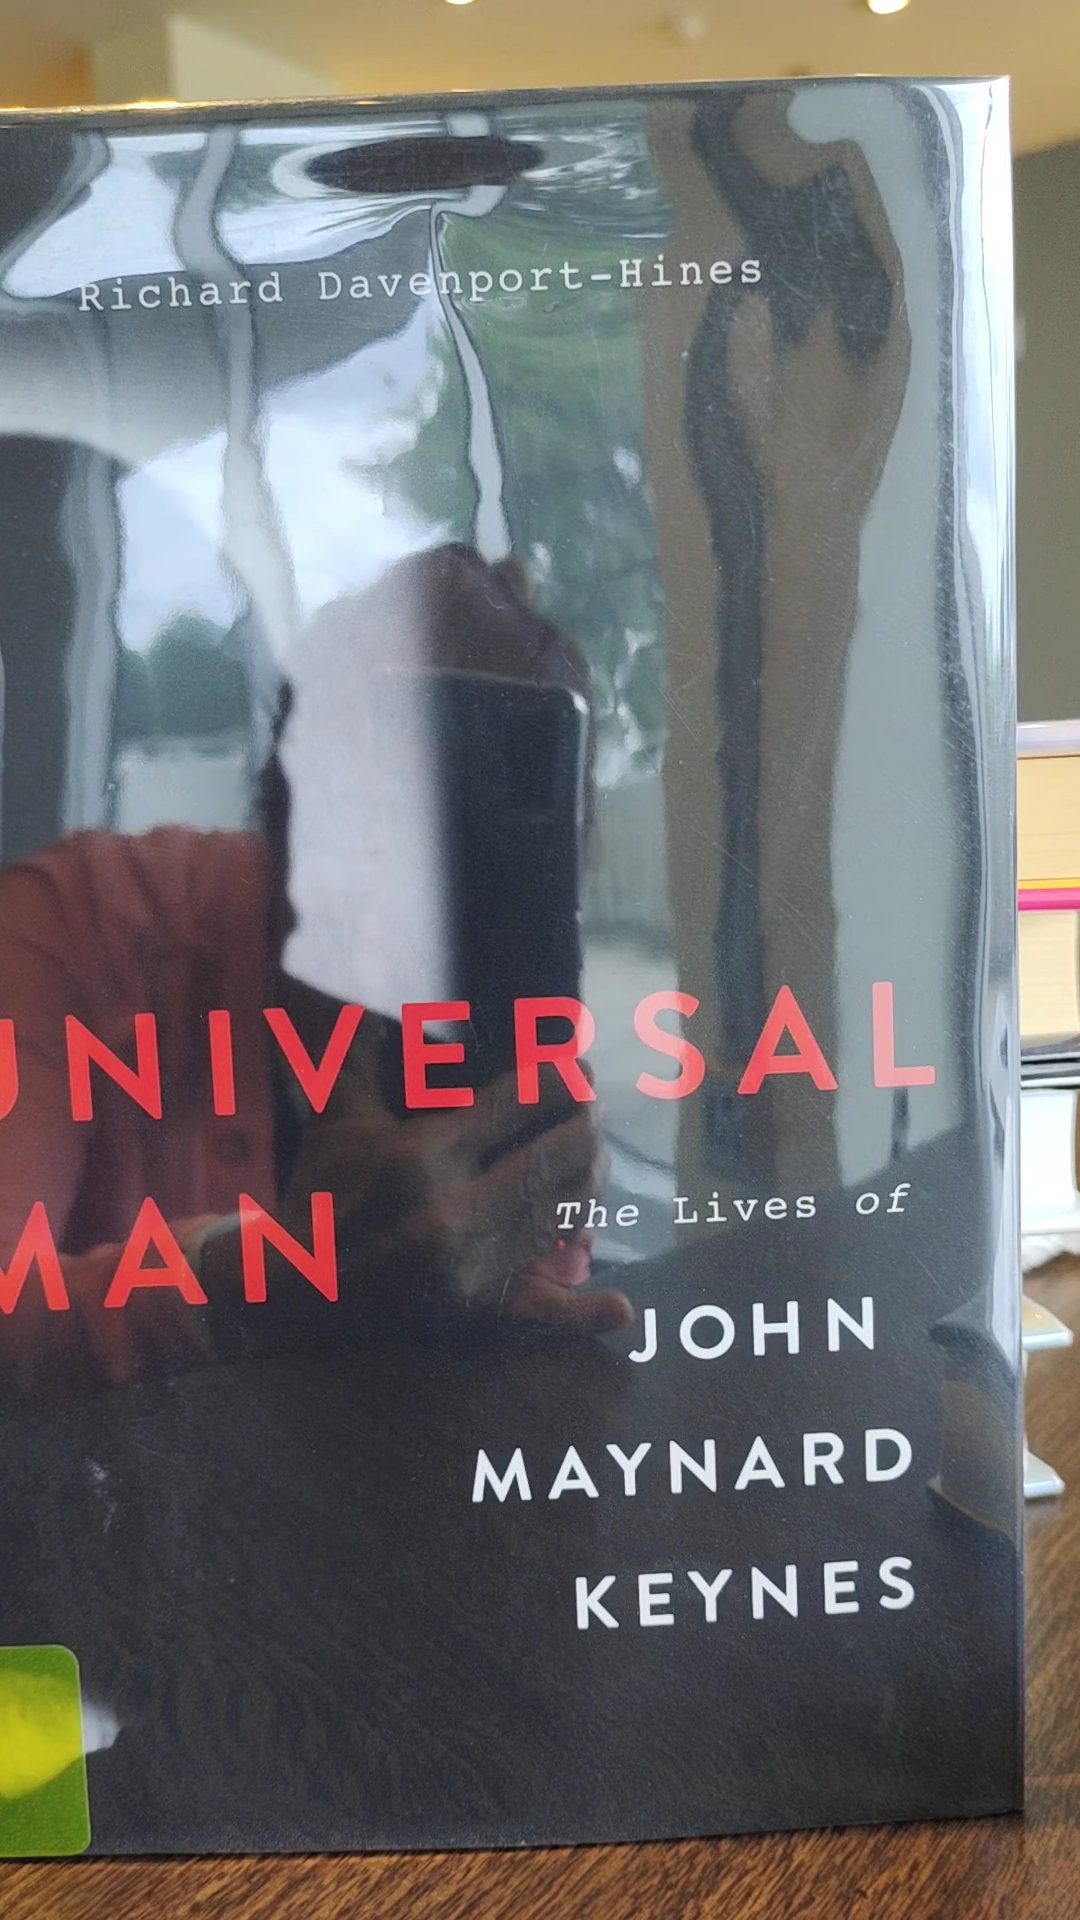 Richard Davenport-Hines
UNIVERSAL
MAN
The Lives of
JOHN
MAYNARD
KEYNES